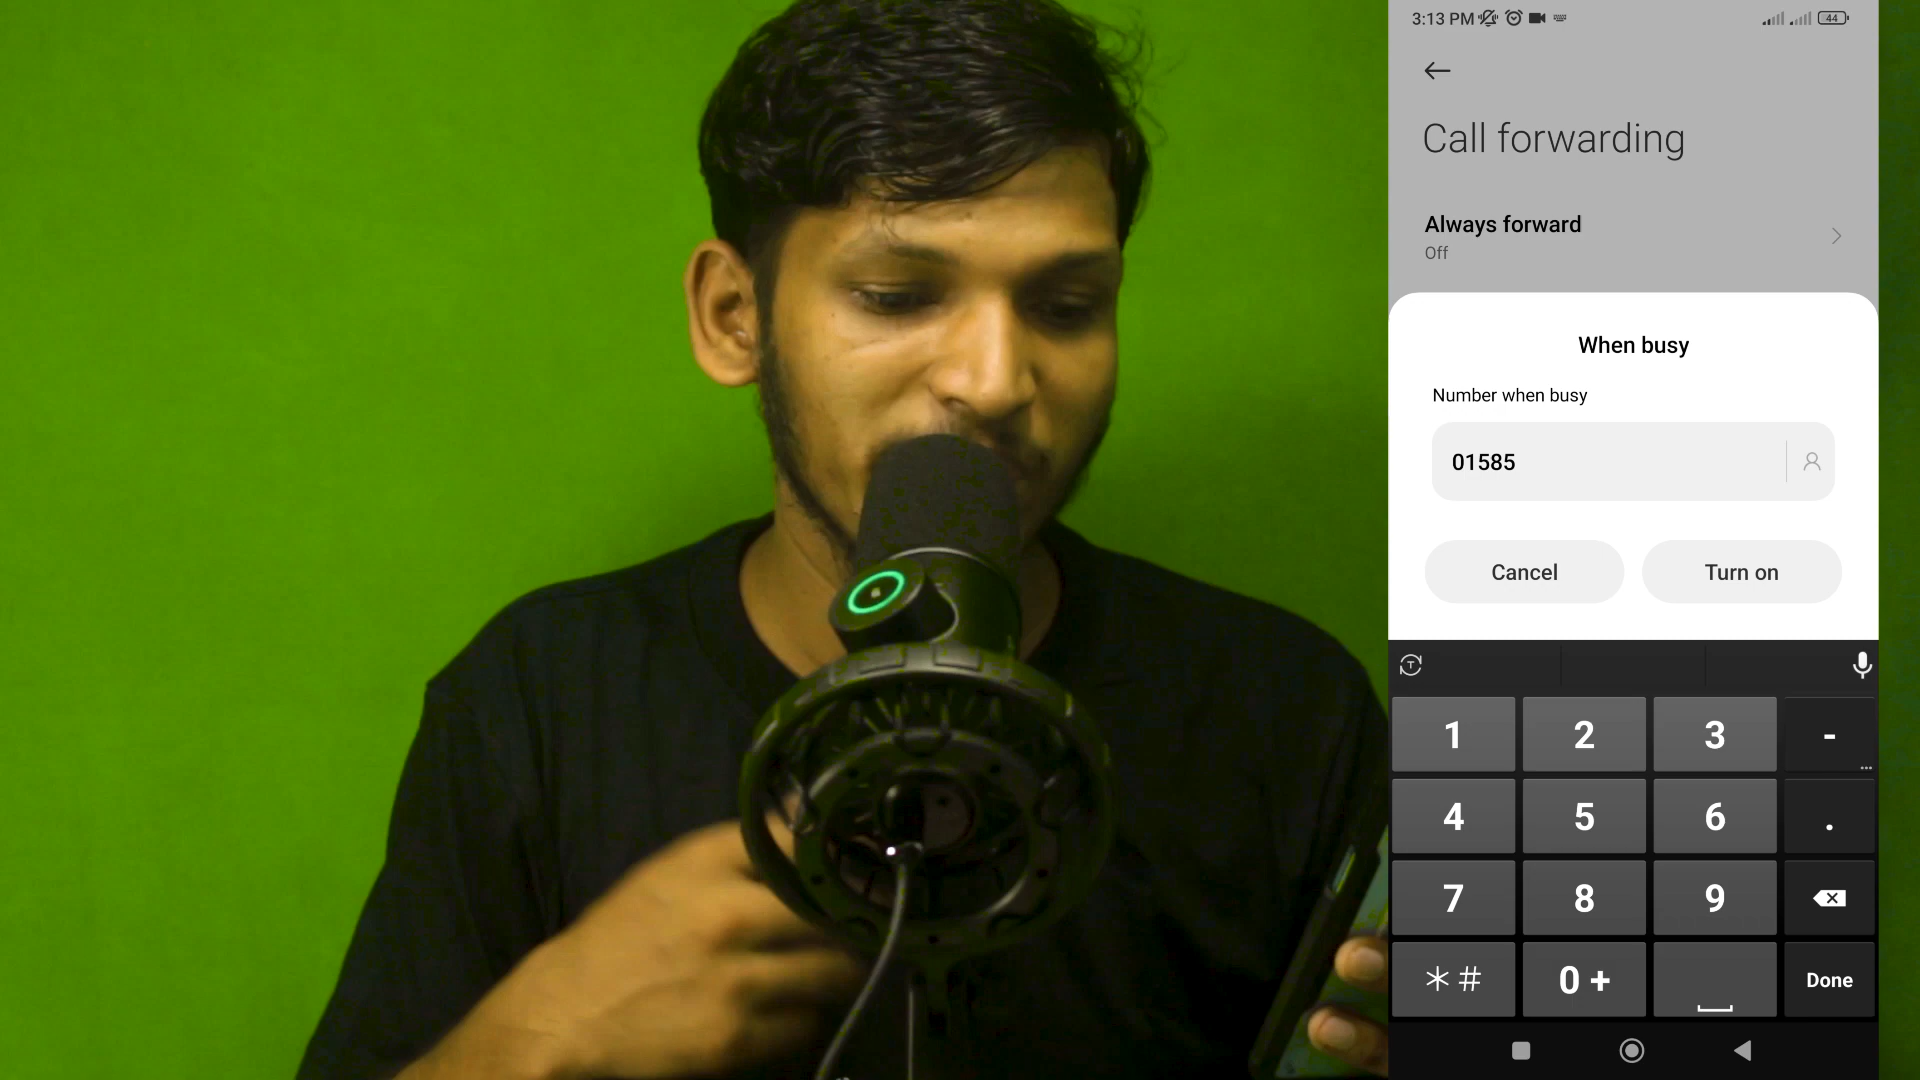 3:13 PM 44
Call forwarding
Always forward
Off
When busy
Number when busy
01585
Cancel Turn on
T
1 2 3 -
4 5 6 .
7 8 9
*# 0 + Done